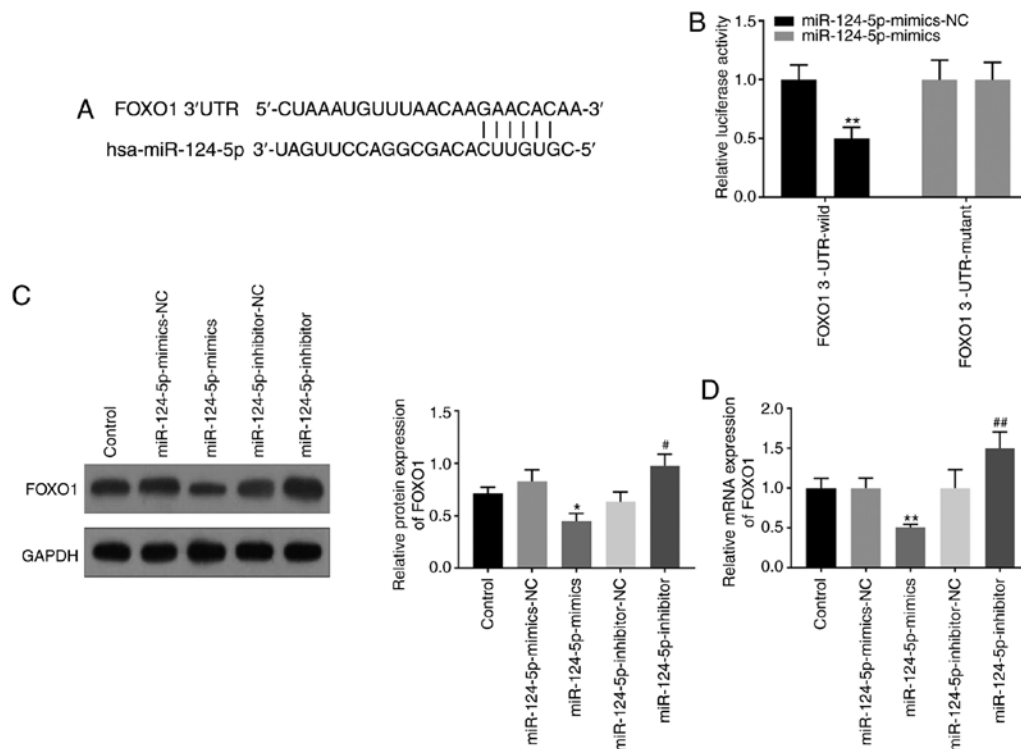 A
FOXO1 3′UTR 5′-CUAAAUGUUUAACAAGAACACAA-3′
hsa-miR-124-5p 3′-UAGUUCCAGGCGACACUUGUGC-5′
B
miR-124-5p-mimics-NC
miR-124-5p-mimics
Relative luciferase activity
1.5
1.0
0.5
0.0
**
FOXO1 3 -UTR-wild
FOXO1 3 -UTR-mutant
C
Control
miR-124-5p-mimics-NC
miR-124-5p-mimics
miR-124-5p-inhibitor-NC
miR-124-5p-inhibitor
FOXO1
GAPDH
Relative protein expression
of FOXO1
1.5
1.0
0.5
0.0
*
#
Control
miR-124-5p-mimics-NC
miR-124-5p-mimics
miR-124-5p-inhibitor-NC
miR-124-5p-inhibitor
D
Relative mRNA expression
of FOXO1
2.0
1.5
1.0
0.5
0.0
**
##
Control
miR-124-5p-mimics-NC
miR-124-5p-mimics
miR-124-5p-inhibitor-NC
miR-124-5p-inhibitor